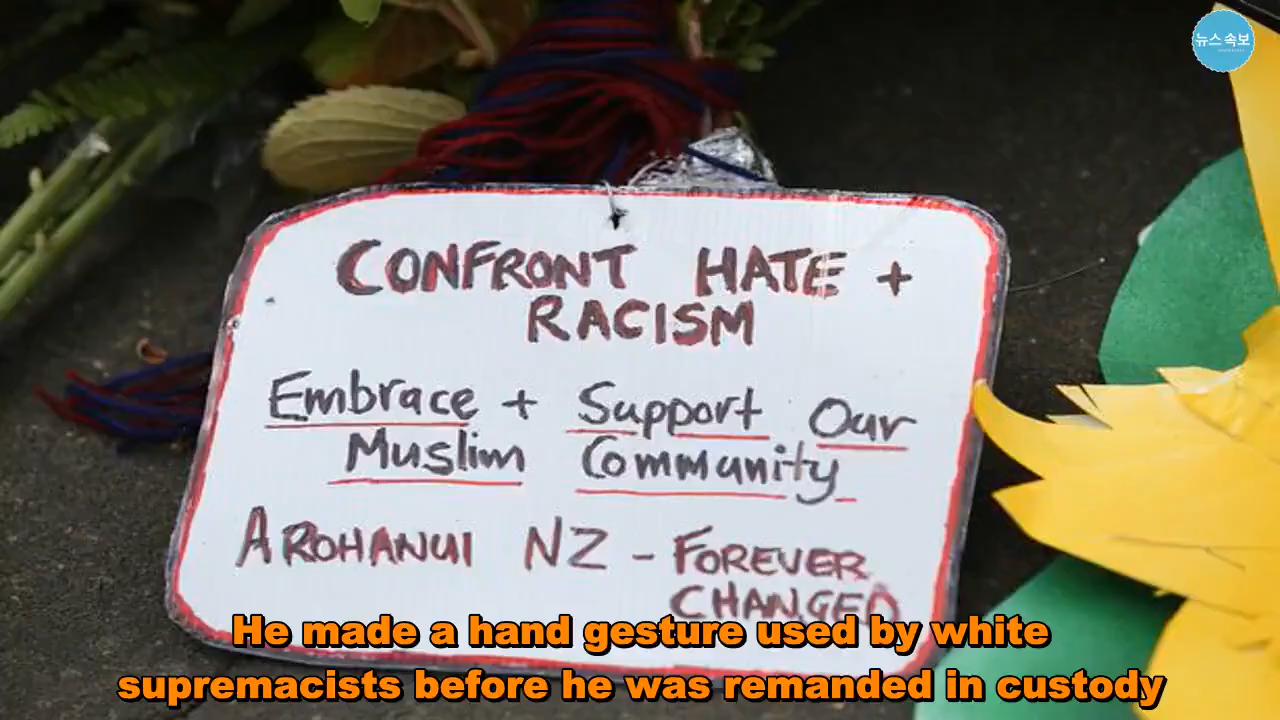 뉴스 속보
CONFRONT HATE +
RACISM
Embrace + Support Our
Muslim Community
AROHANUI NZ - FOREVER
CHANGED
He made a hand gesture used by white
supremacists before he was remanded in custody